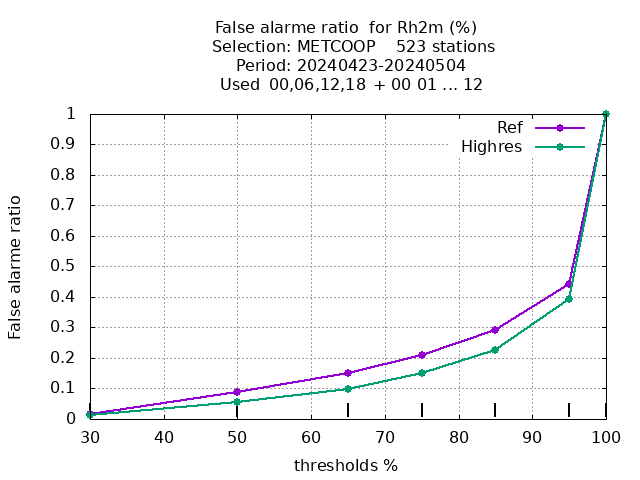 False alarme ratio  for Rh2m (%)
Selection: METCOOP    523 stations
Period: 20240423-20240504
Used  00,06,12,18  + 00 01 ... 12
Ref
Highres
1
0.9
0.8
0.7
0.6
0.5
0.4
0.3
0.2
0.1
0
False alarme ratio
30 40 50 60 70 80 90 100
thresholds %